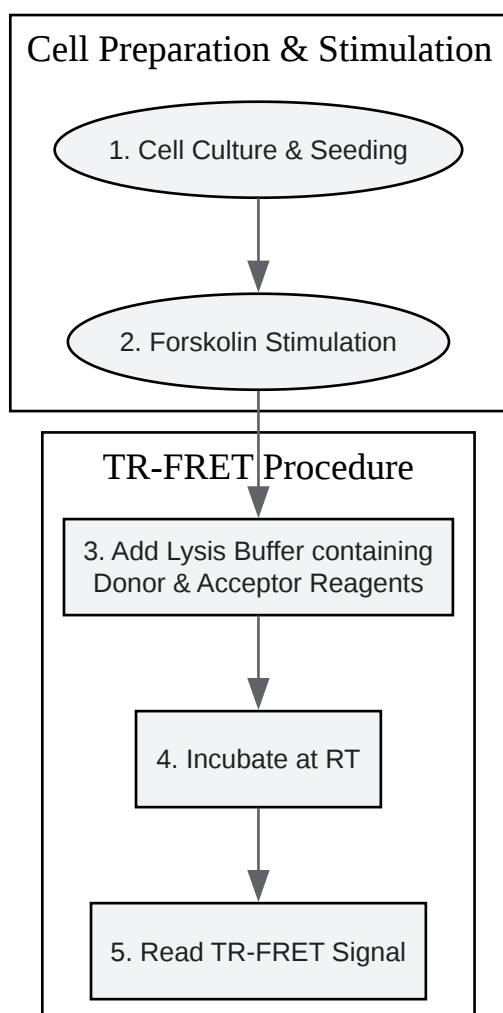 Cell Preparation & Stimulation
1. Cell Culture & Seeding
2. Forskolin Stimulation
TR-FRET Procedure
3. Add Lysis Buffer containing
Donor & Acceptor Reagents
4. Incubate at RT
5. Read TR-FRET Signal